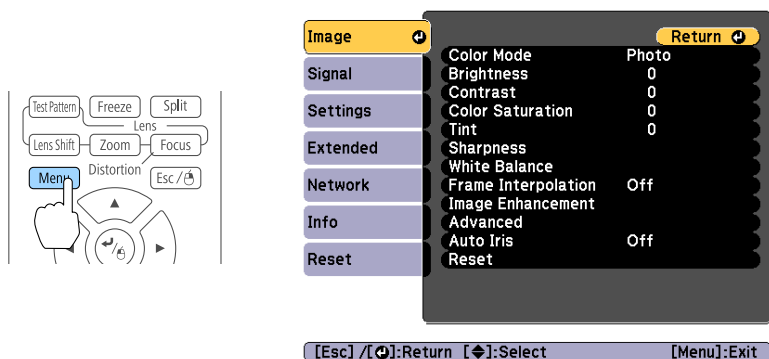 Test Pattern Freeze Split
Lens
Lens Shift Zoom Focus
Distortion
Menu Esc /
Image
Signal
Settings
Extended
Network
Info
Reset
Return
Color Mode Photo
Brightness 0
Contrast 0
Color Saturation 0
Tint 0
Sharpness
White Balance
Frame Interpolation Off
Image Enhancement
Advanced
Auto Iris Off
Reset
[Esc] /[ ]:Return [ ]:Select [Menu]:Exit